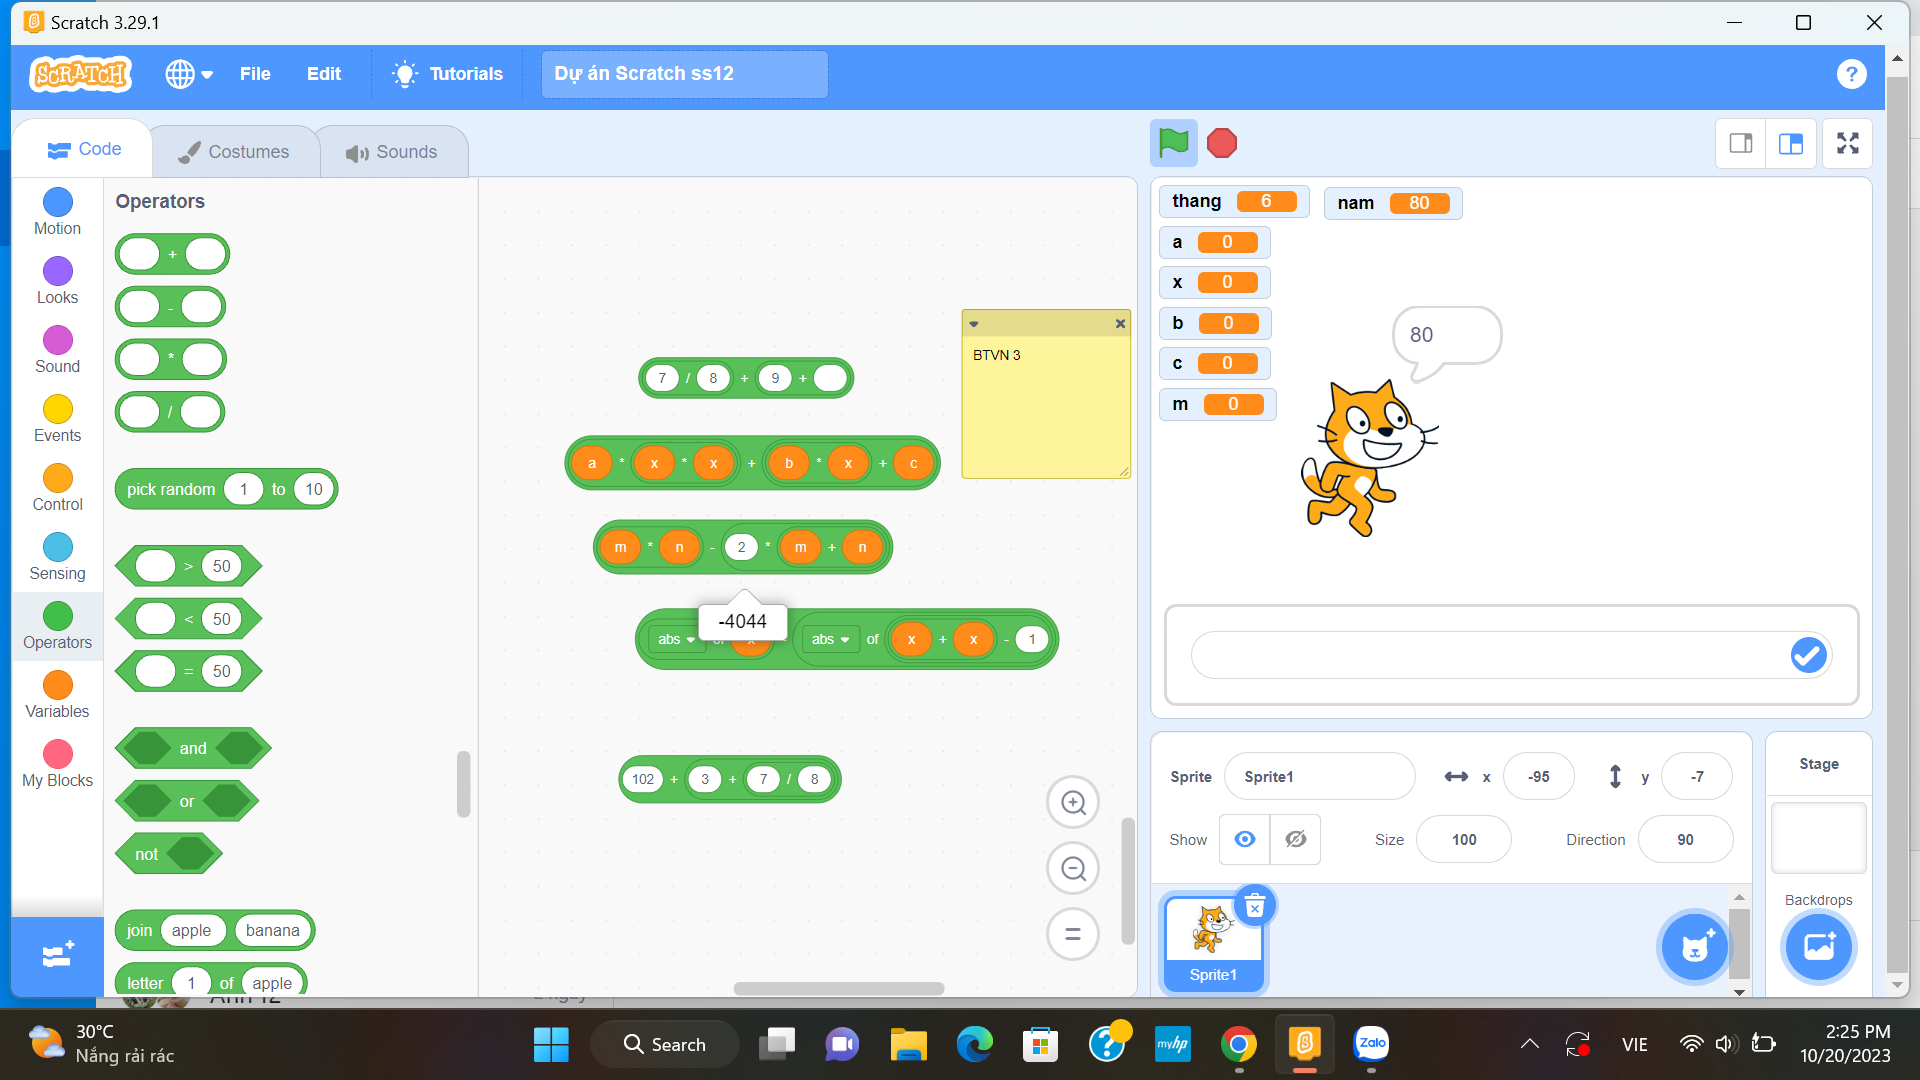 Scratch 3.29.1
SCRATCH
File
Edit
Tutorials
Dự án Scratch ss12
?
Code
Costumes
Sounds
Motion
Looks
Sound
Events
Control
Sensing
Operators
Variables
My Blocks
Operators
+
-
*
/
pick random 1 to 10
> 50
< 50
= 50
and
or
not
join apple banana
letter 1 of apple
7 / 8 + 9 +
a * x * x + b * x + c
m * n - 2 * m + n
-4044
abs
abs of x + x - 1
102 + 3 + 7 / 8
BTVN 3
thang 6
nam 80
a 0
x 0
b 0
c 0
m 0
80
Sprite Sprite1
x -95
y -7
Show
Size 100
Direction 90
Sprite1
Stage
Backdrops
30°C
Nắng rải rác
Search
myhp
Zalo
VIE
2:25 PM
10/20/2023